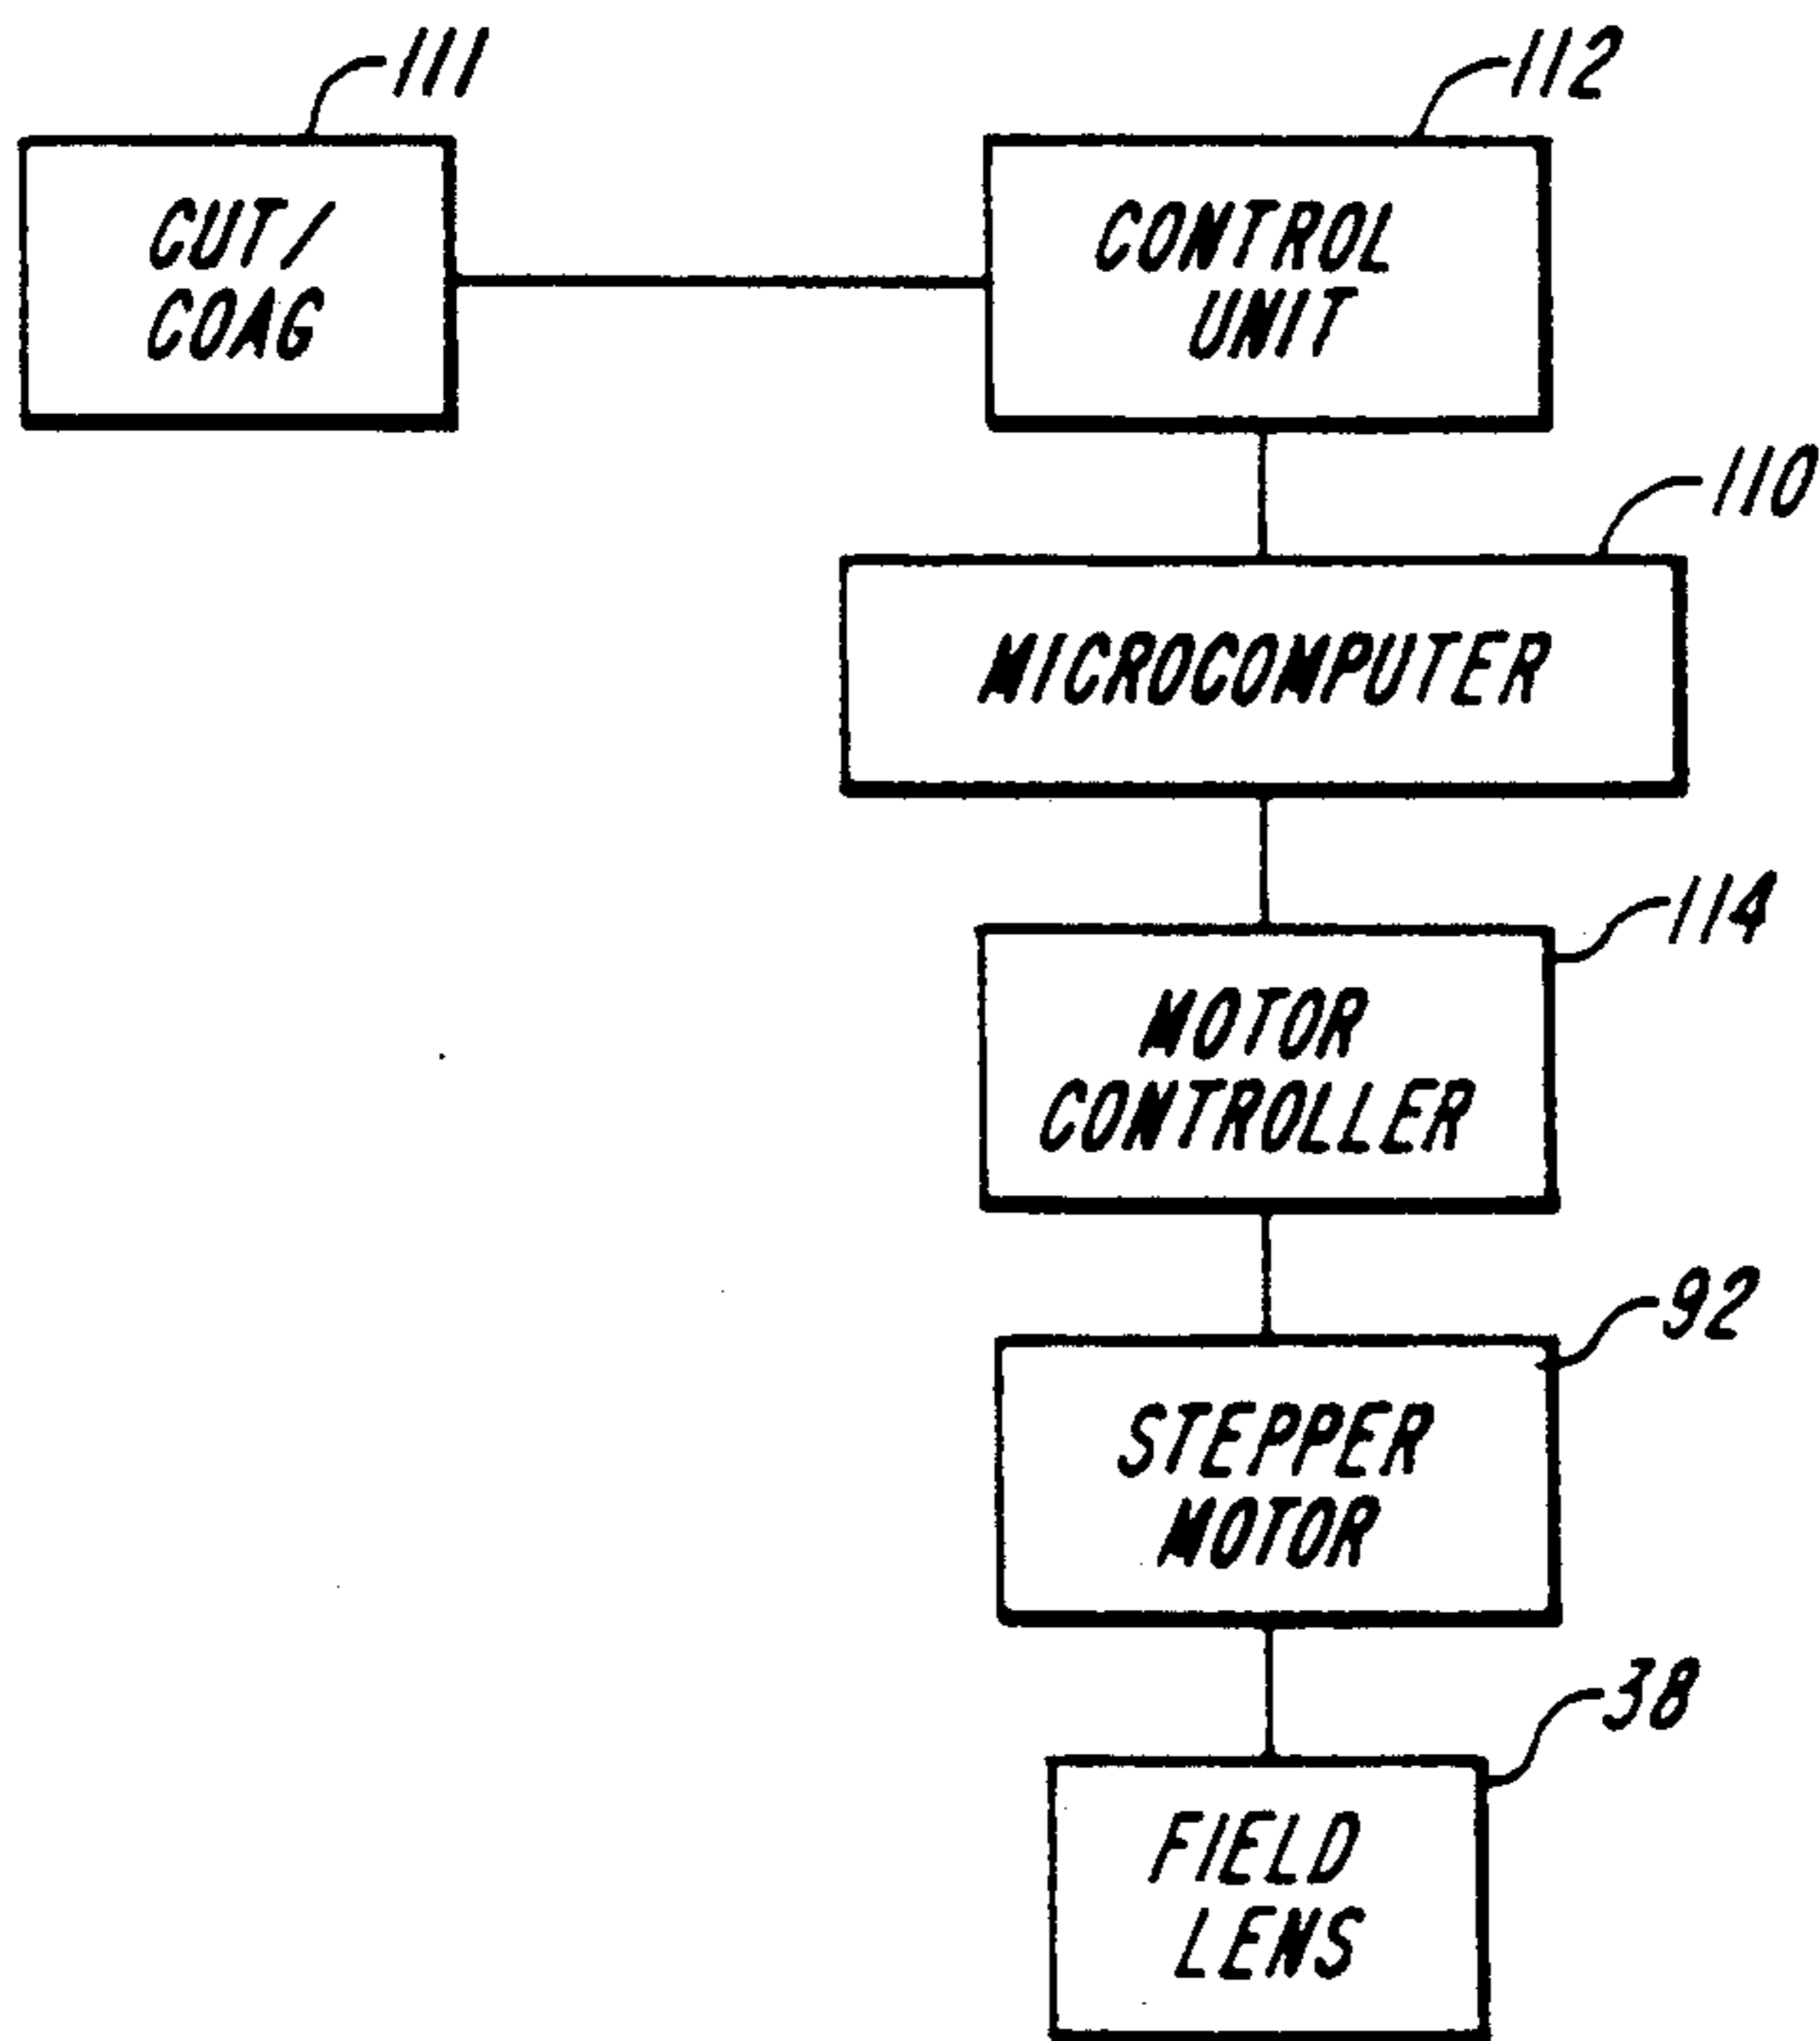 111
112
CUT/
COAG
CONTROL
UNIT
110
MICROCOMPUTER
114
MOTOR
CONTROLLER
92
STEPPER
MOTOR
38
FIELD
LENS